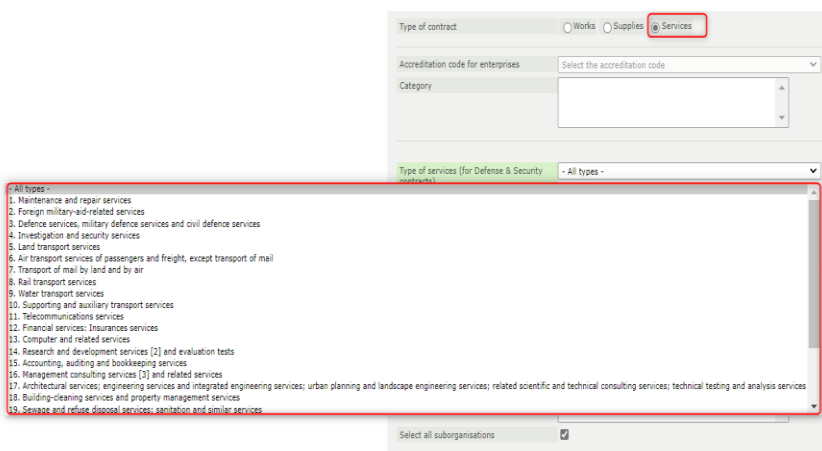 Type of contract
Works Supplies Services
Accreditation code for enterprises
Select the accreditation code
Category
Type of services (for Defense & Security contracts)
- All types -
- All types -
1. Maintenance and repair services
2. Foreign military-aid-related services
3. Defence services, military defence services and civil defence services
4. Investigation and security services
5. Land transport services
6. Air transport services of passengers and freight, except transport of mail
7. Transport of mail by land and by air
8. Rail transport services
9. Water transport services
10. Supporting and auxiliary transport services
11. Telecommunications services
12. Financial services: Insurances services
13. Computer and related services
14. Research and development services [2] and evaluation tests
15. Accounting, auditing and bookkeeping services
16. Management consulting services [3] and related services
17. Architectural services; engineering services and integrated engineering services; urban planning and landscape engineering services; related scientific and technical consulting services; technical testing and analysis services
18. Building-cleaning services and property management services
19. Sewage and refuse disposal services: sanitation and similar services
Select all suborganisations